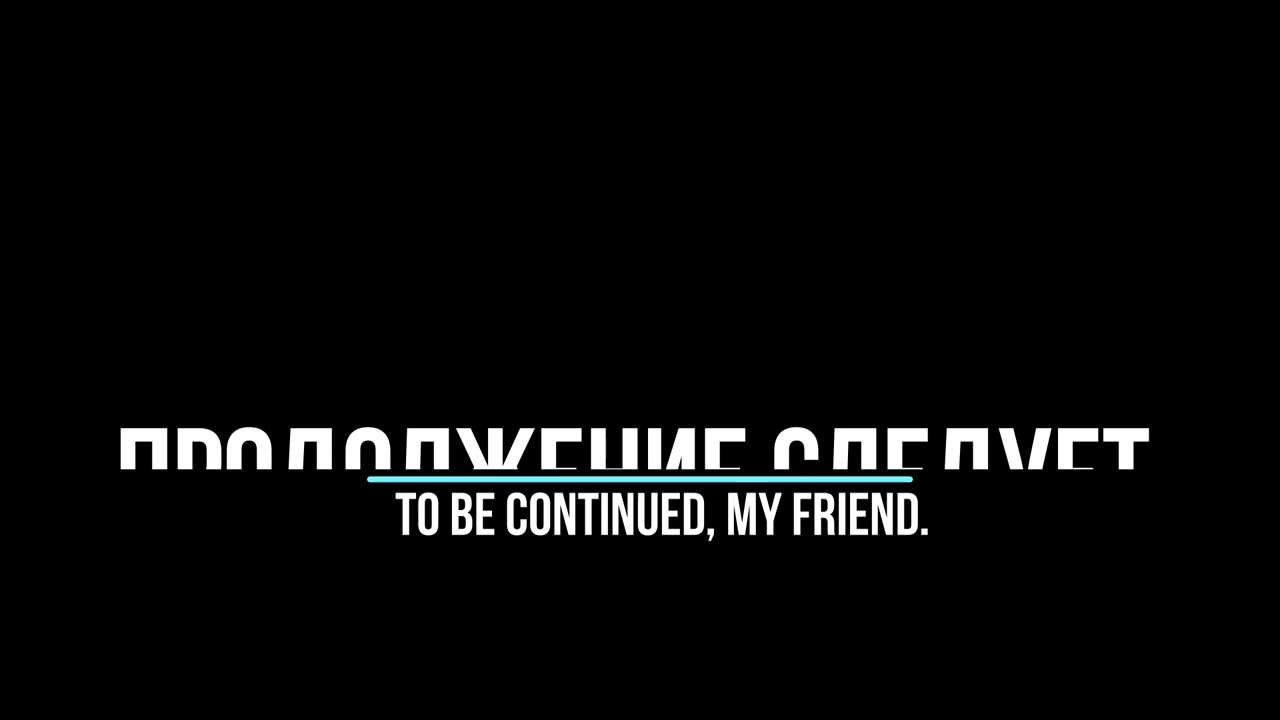 ПРОДОЛЖЕНИЕ СЛЕДУЕТ
TO BE CONTINUED, MY FRIEND.